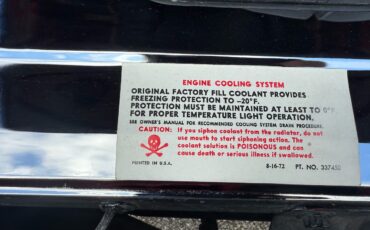 ENGINE COOLING SYSTEM
ORIGINAL FACTORY FILL COOLANT PROVIDES
FREEZING PROTECTION TO -20°F.
PROTECTION MUST BE MAINTAINED AT LEAST TO 0°F
FOR PROPER TEMPERATURE LIGHT OPERATION.
SEE OWNER'S MANUAL FOR RECOMMENDED COOLING SYSTEM DRAIN PROCEDURE.
CAUTION: If you siphon coolant from the radiator, do not
use mouth to start siphoning action. The
coolant solution is POISONOUS and can
cause death or serious illness if swallowed.
PRINTED IN U.S.A. 8-16-72 PT. NO. 337450